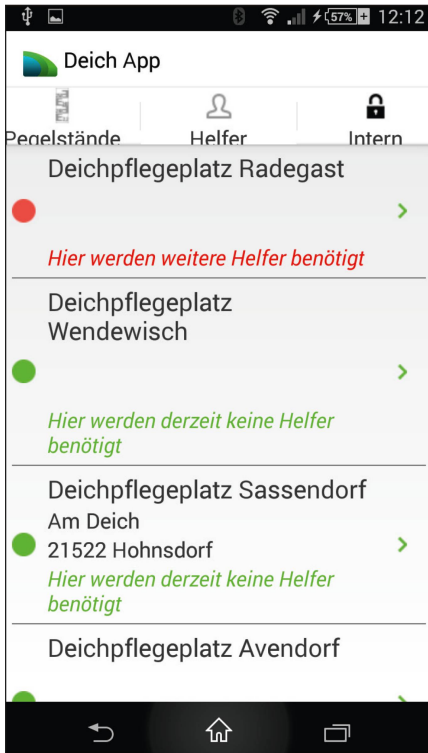 57% 12:12
Deich App
Pegelstände Helfer Intern
Deichpflegeplatz Radegast
Hier werden weitere Helfer benötigt
Deichpflegeplatz
Wendewisch
Hier werden derzeit keine Helfer
benötigt
Deichpflegeplatz Sassendorf
Am Deich
21522 Hohnsdorf
Hier werden derzeit keine Helfer
benötigt
Deichpflegeplatz Avendorf